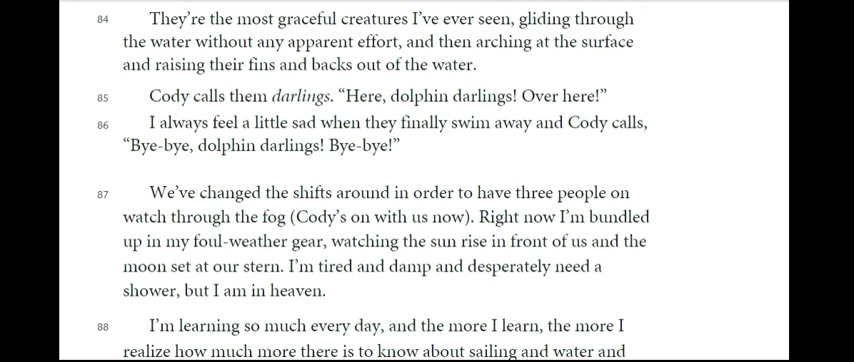 84 They’re the most graceful creatures I’ve ever seen, gliding through
the water without any apparent effort, and then arching at the surface
and raising their fins and backs out of the water.
85 Cody calls them darlings. “Here, dolphin darlings! Over here!”
86 I always feel a little sad when they finally swim away and Cody calls,
“Bye-bye, dolphin darlings! Bye-bye!”
87 We’ve changed the shifts around in order to have three people on
watch through the fog (Cody’s on with us now). Right now I’m bundled
up in my foul-weather gear, watching the sun rise in front of us and the
moon set at our stern. I’m tired and damp and desperately need a
shower, but I am in heaven.
88 I’m learning so much every day, and the more I learn, the more I
realize how much more there is to know about sailing and water and